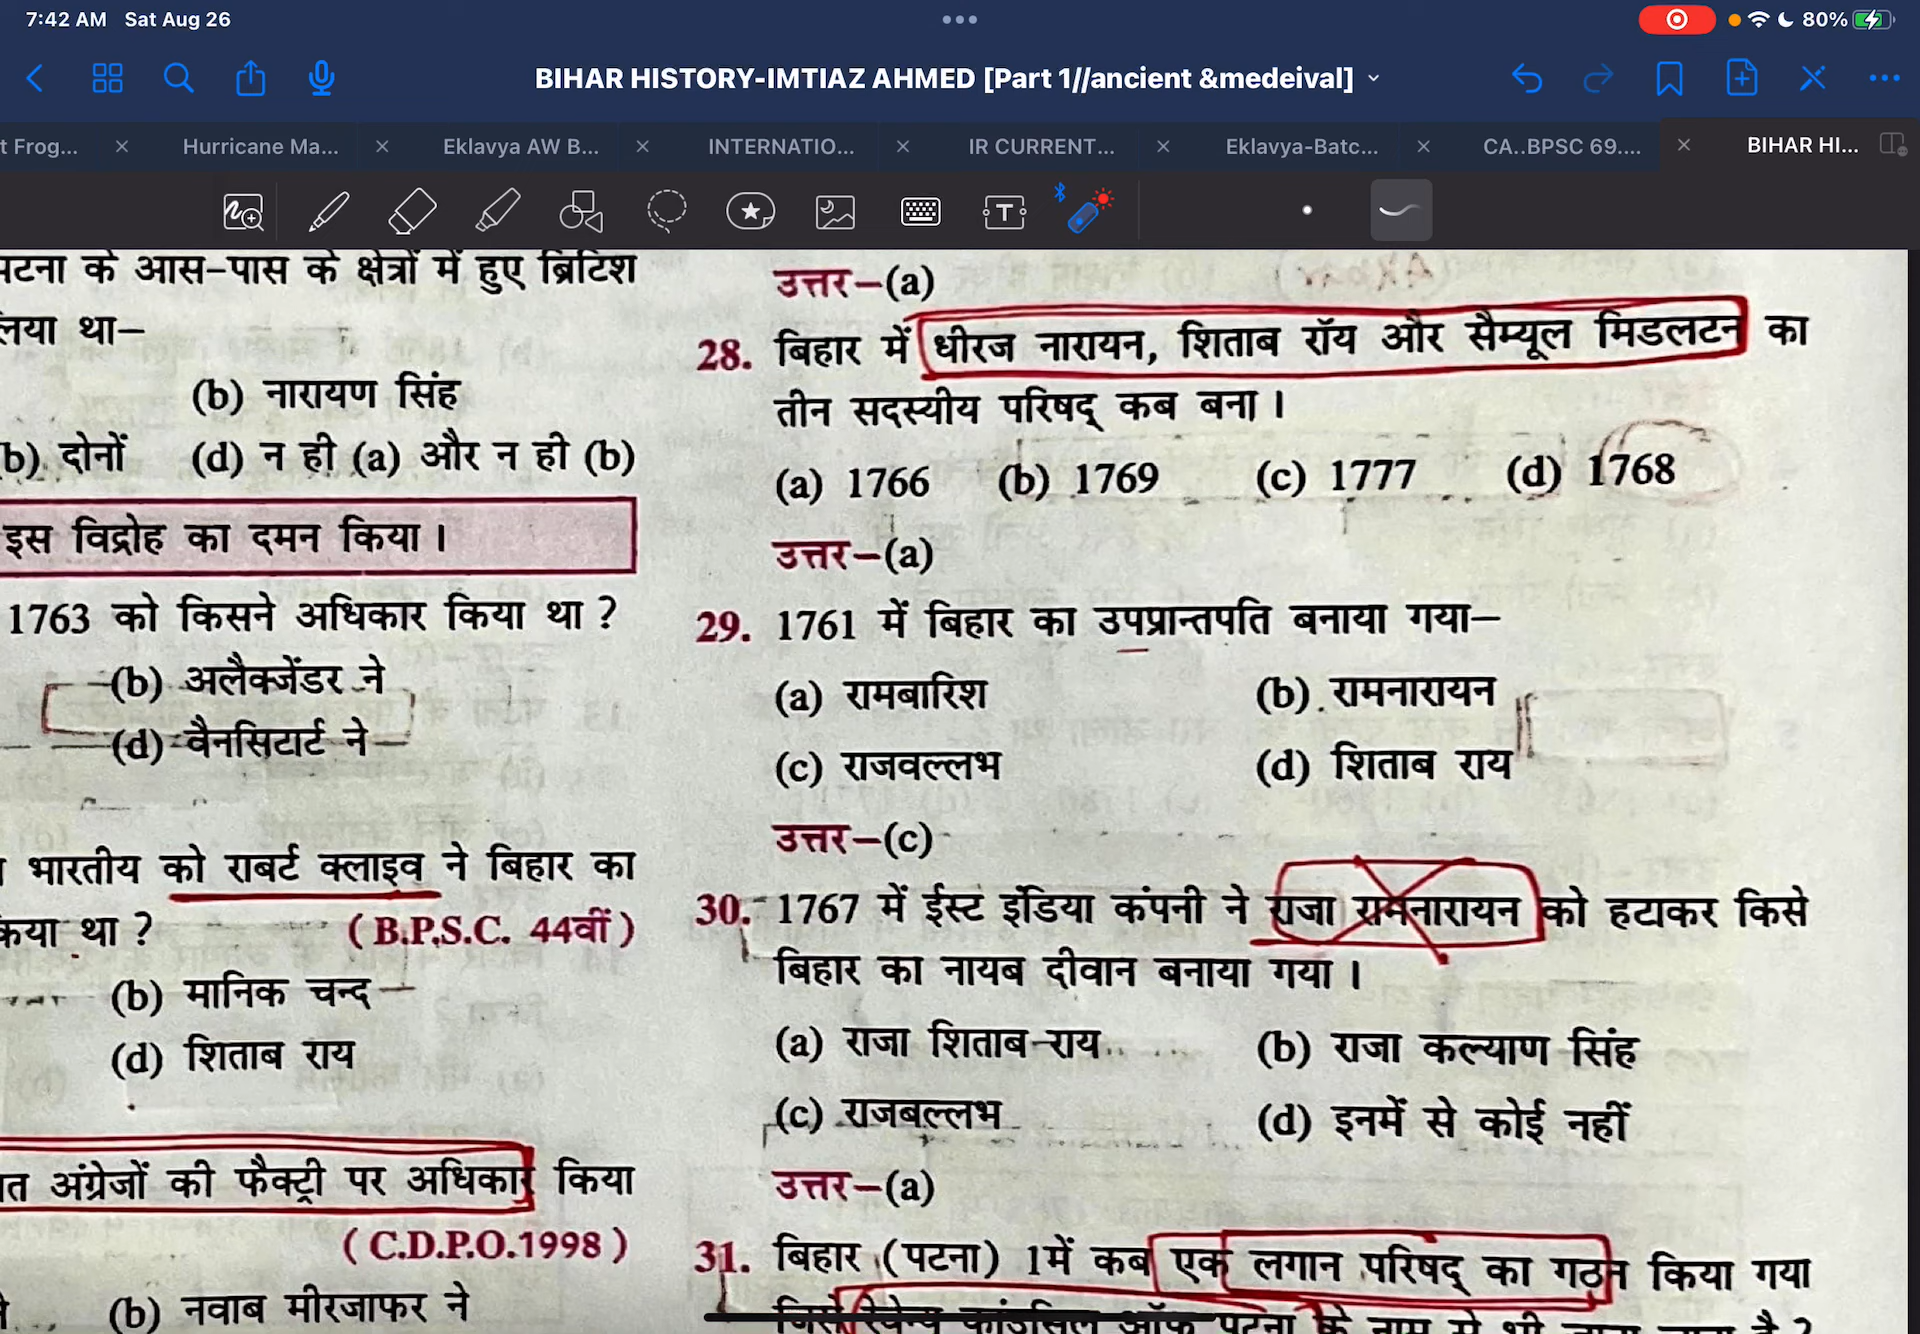 7:42 AM Sat Aug 26
80%
BIHAR HISTORY-IMTIAZ AHMED [Part 1//ancient &medeival]
t Frog...
Hurricane Ma...
Eklavya AW B...
INTERNATIO...
IR CURRENT...
Eklavya-Batc...
CA..BPSC 69....
BIHAR HI...
के आस-पास के क्षेत्रों में हुए ब्रिटिश
था—
(b) नारायण सिंह
b). दोनों (d) न ही (a) और न ही (b)
इस विद्रोह का दमन किया।
1763 को किसने अधिकार किया था ?
(b) अलैक्जेंडर ने
(d) वैनसिटार्ट ने
भारतीय को राबर्ट क्लाइव ने बिहार का
था ? ( B.P.S.C. 44वीं )
(b) मानिक चन्द
(d) शिताब राय
अंग्रेजों की फैक्ट्री पर अधिकार किया
( C.D.P.O.1998 )
(b) नवाब मीरजाफर ने
उत्तर—(a)
28. बिहार में धीरज नारायन, शिताब रॉय और सैम्यूल मिडलटन का
तीन सदस्यीय परिषद् कब बना।
(a) 1766 (b) 1769 (c) 1777 (d) 1768
उत्तर—(a)
29. 1761 में बिहार का उपप्रान्तपति बनाया गया—
(a) रामबारिश (b) रामनारायन
(c) राजवल्लभ (d) शिताब राय
उत्तर—(c)
30. 1767 में ईस्ट इंडिया कंपनी ने राजा रामनारायन को हटाकर किसे
बिहार का नायब दीवान बनाया गया।
(a) राजा शिताब राय (b) राजा कल्याण सिंह
(c) राजबल्लभ (d) इनमें से कोई नहीं
उत्तर—(a)
31. बिहार (पटना) 1में कब एक लगान परिषद् का गठन किया गया
जिसे रेवेन्यू कांउसिल ऑफ पटना के नाम से भी